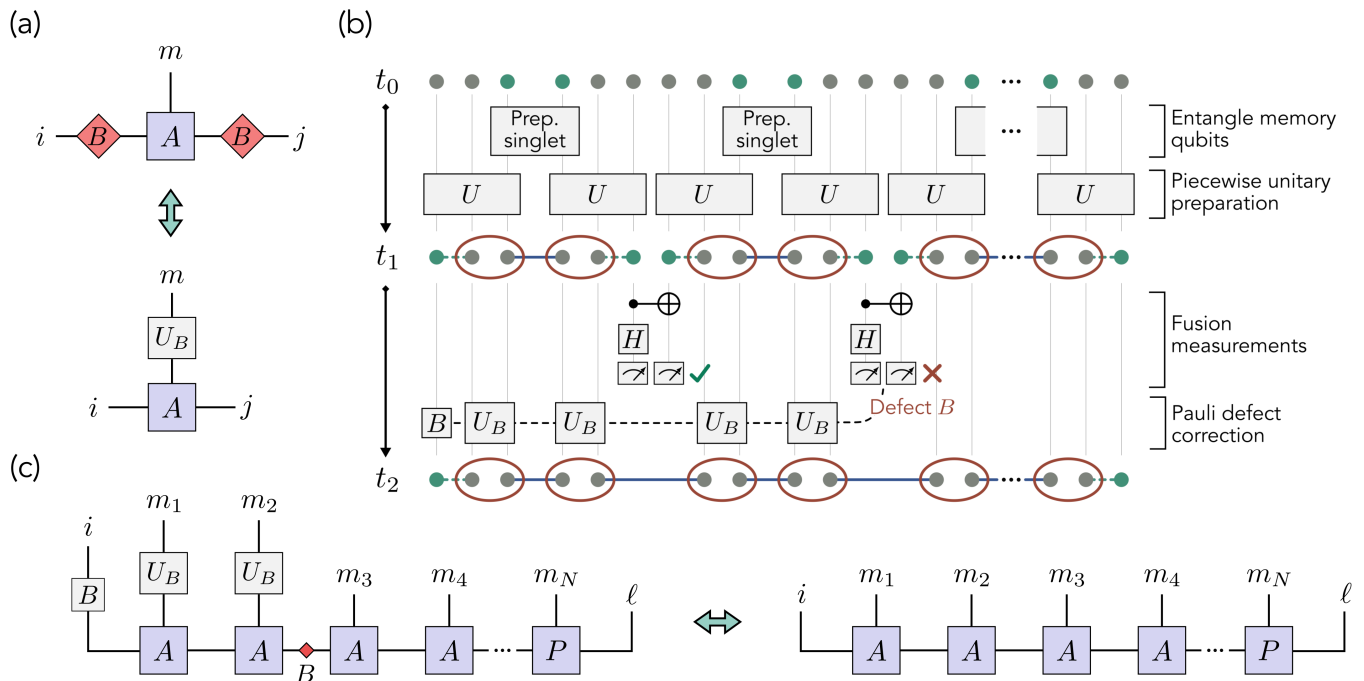 (a)
m
i
B
A
B
j
m
U_B
A
i
j
(b)
t_0
Prep.
singlet
Prep.
singlet
...
...
Entangle memory
qubits
U
U
U
U
U
U
Piecewise unitary
preparation
t_1
...
H
H
Fusion
measurements
Defect B
B
U_B
U_B
U_B
U_B
Pauli defect
correction
t_2
...
(c)
i
m_1
m_2
m_3
m_4
m_N
ℓ
B
U_B
U_B
A
A
B
A
A
...
P
i
m_1
m_2
m_3
m_4
m_N
ℓ
A
A
A
A
...
P